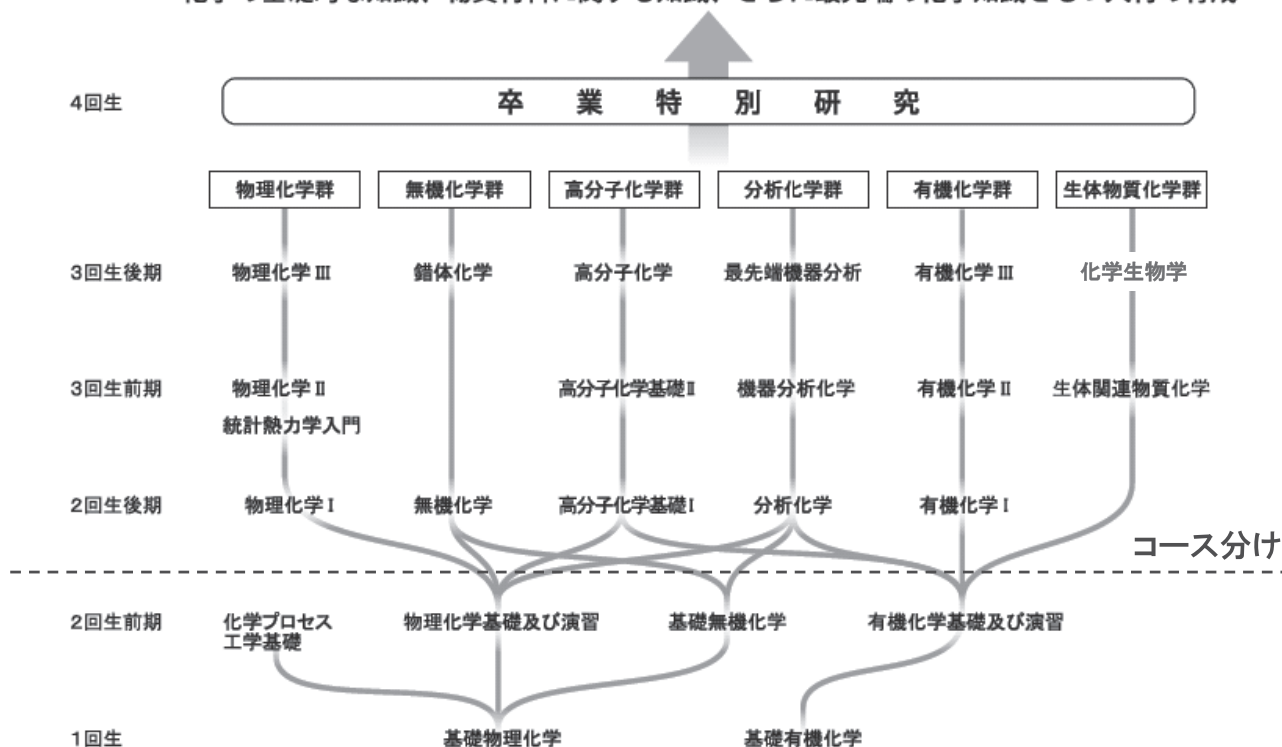 4回生
卒業特別研究
物理化学群 無機化学群 高分子化学群 分析化学群 有機化学群 生体物質化学群
3回生後期 物理化学Ⅲ 錯体化学 高分子化学 最先端機器分析 有機化学Ⅲ 化学生物学
3回生前期 物理化学Ⅱ 高分子化学基礎Ⅱ 機器分析化学 有機化学Ⅱ 生体関連物質化学
統計熱力学入門
2回生後期 物理化学Ⅰ 無機化学 高分子化学基礎Ⅰ 分析化学 有機化学Ⅰ
コース分け
2回生前期 化学プロセス 物理化学基礎及び演習 基礎無機化学 有機化学基礎及び演習
工学基礎
1回生 基礎物理化学 基礎有機化学